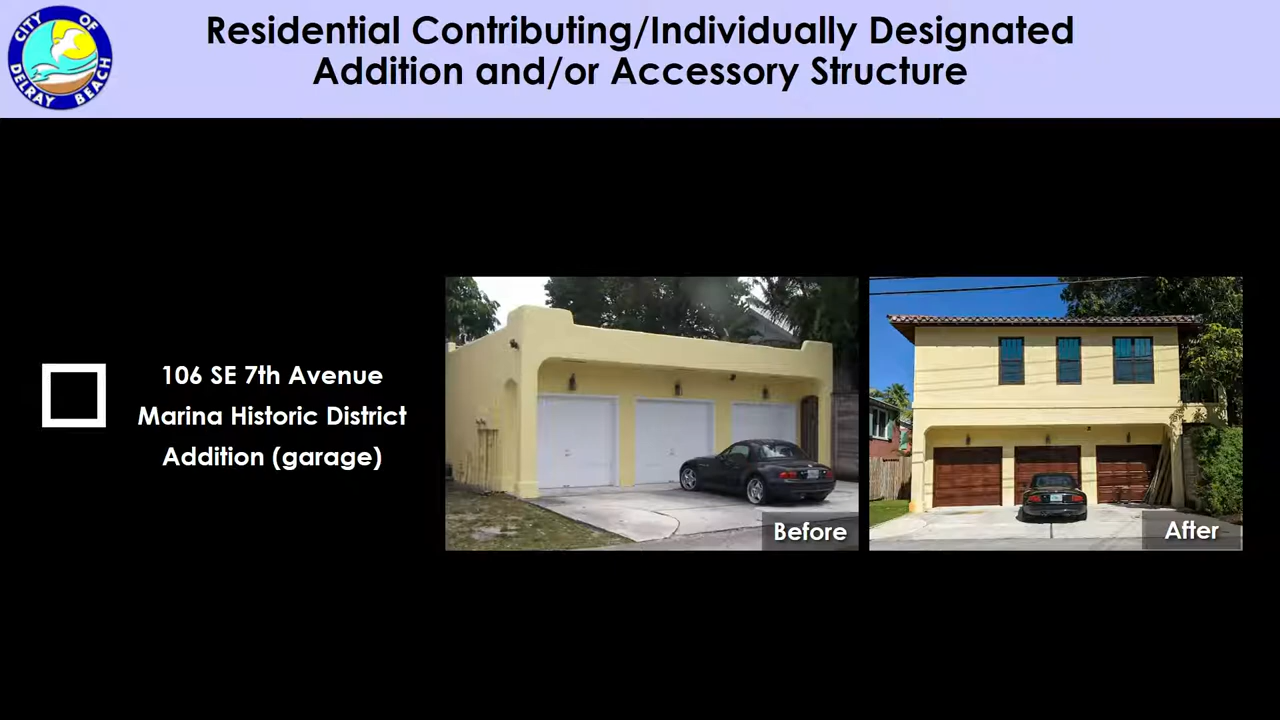 CITY OF
DELRAY BEACH
Residential Contributing/Individually Designated
Addition and/or Accessory Structure
106 SE 7th Avenue
Marina Historic District
Addition (garage)
Before
After